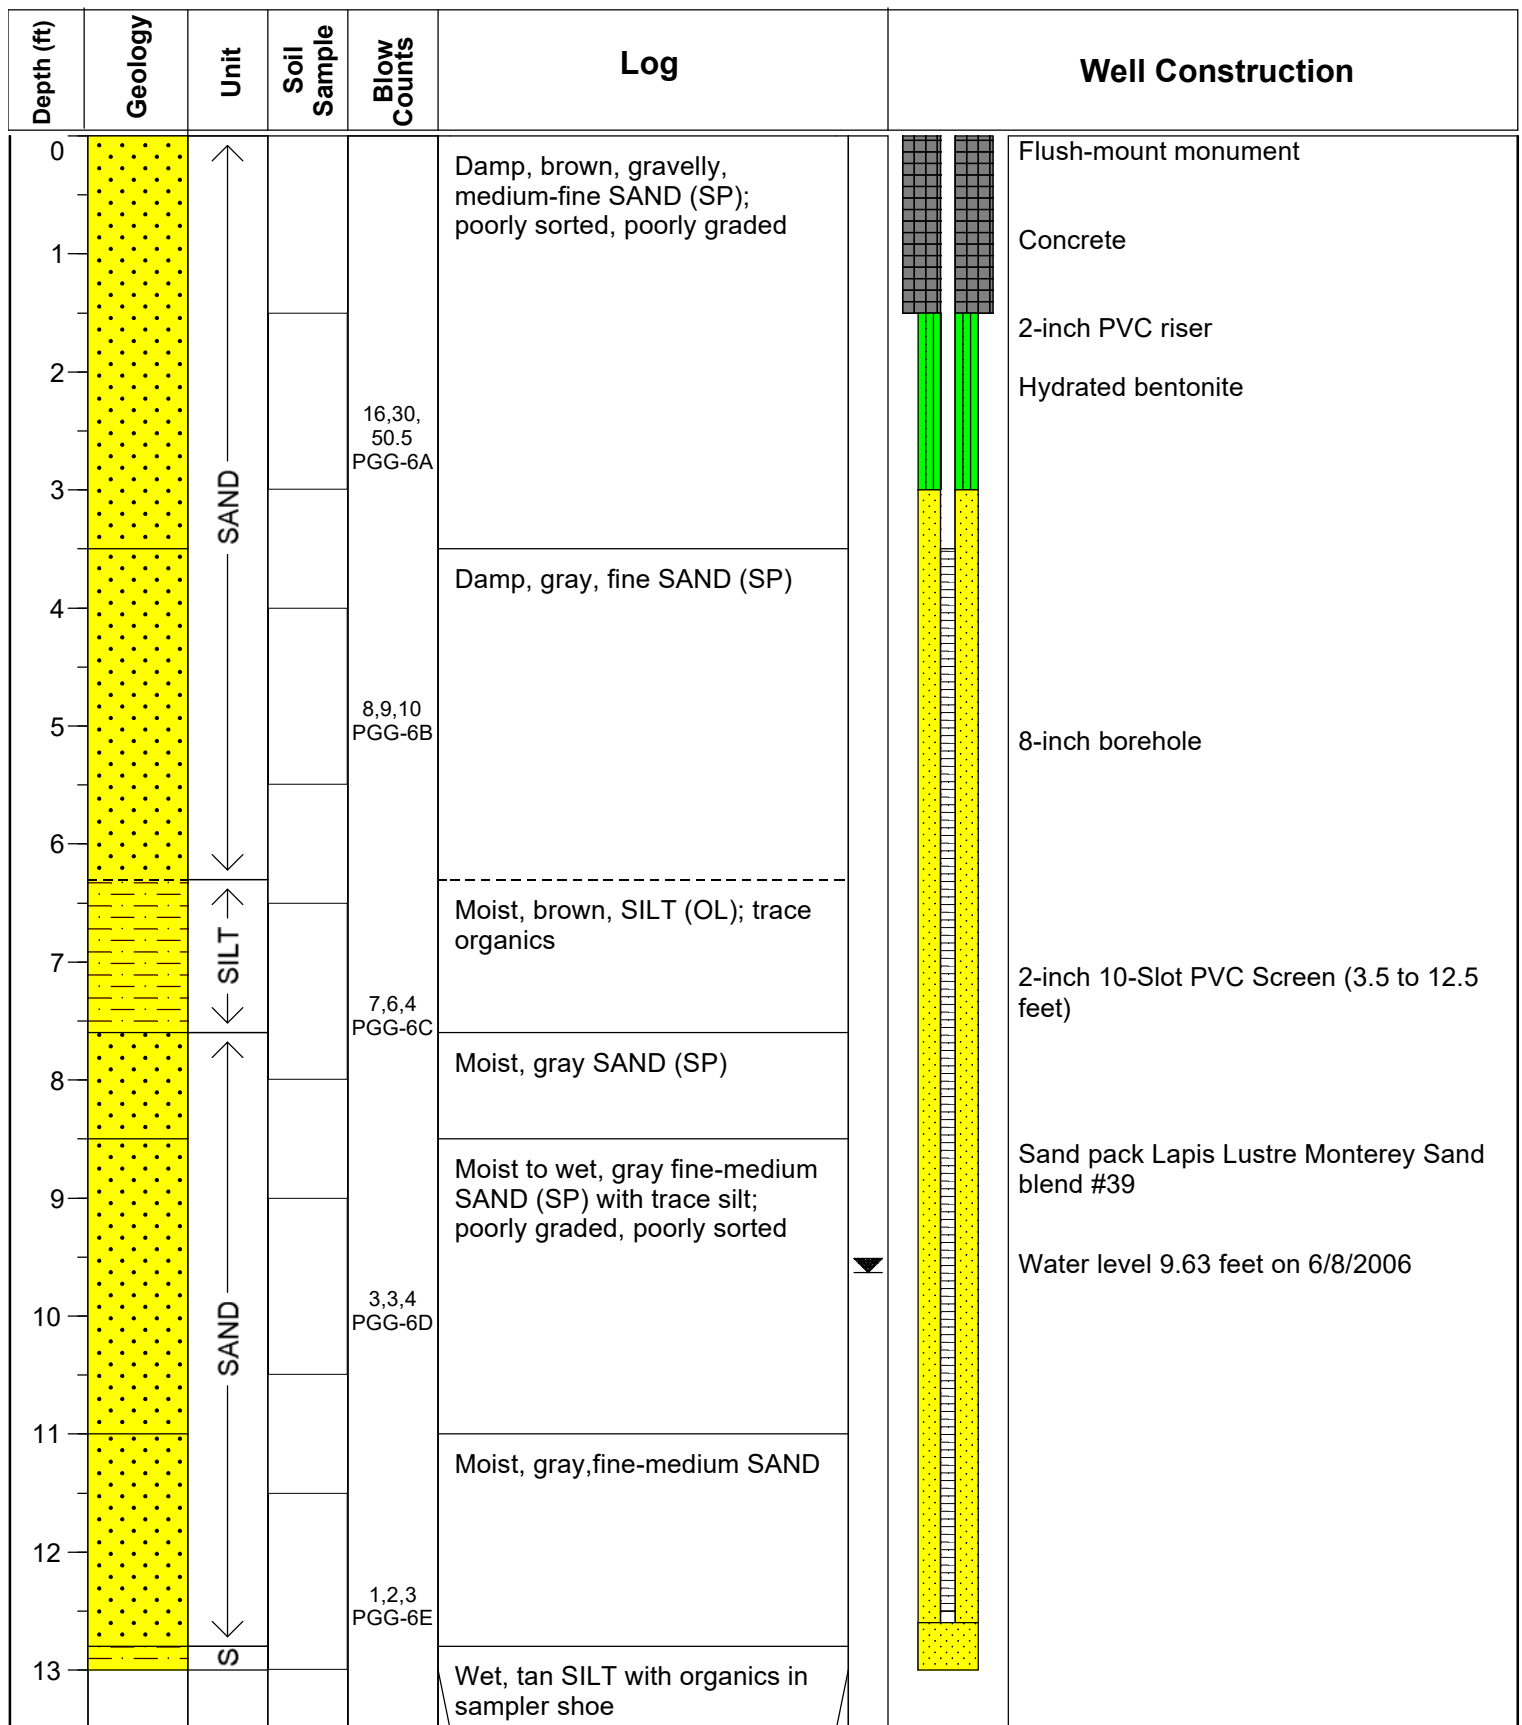 Depth (ft)
Geology
Unit
Soil
Sample
Blow
Counts
Log
Well Construction
0
1
2
3
4
5
6
7
8
9
10
11
12
13
SAND
SILT
SAND
S
16,30,
50.5
PGG-6A
8,9,10
PGG-6B
7,6,4
PGG-6C
3,3,4
PGG-6D
1,2,3
PGG-6E
Damp, brown, gravelly,
medium-fine SAND (SP);
poorly sorted, poorly graded
Damp, gray, fine SAND (SP)
Moist, brown, SILT (OL); trace
organics
Moist, gray SAND (SP)
Moist to wet, gray fine-medium
SAND (SP) with trace silt;
poorly graded, poorly sorted
Moist, gray,fine-medium SAND
Wet, tan SILT with organics in
sampler shoe
Flush-mount monument
Concrete
2-inch PVC riser
Hydrated bentonite
8-inch borehole
2-inch 10-Slot PVC Screen (3.5 to 12.5
feet)
Sand pack Lapis Lustre Monterey Sand
blend #39
Water level 9.63 feet on 6/8/2006